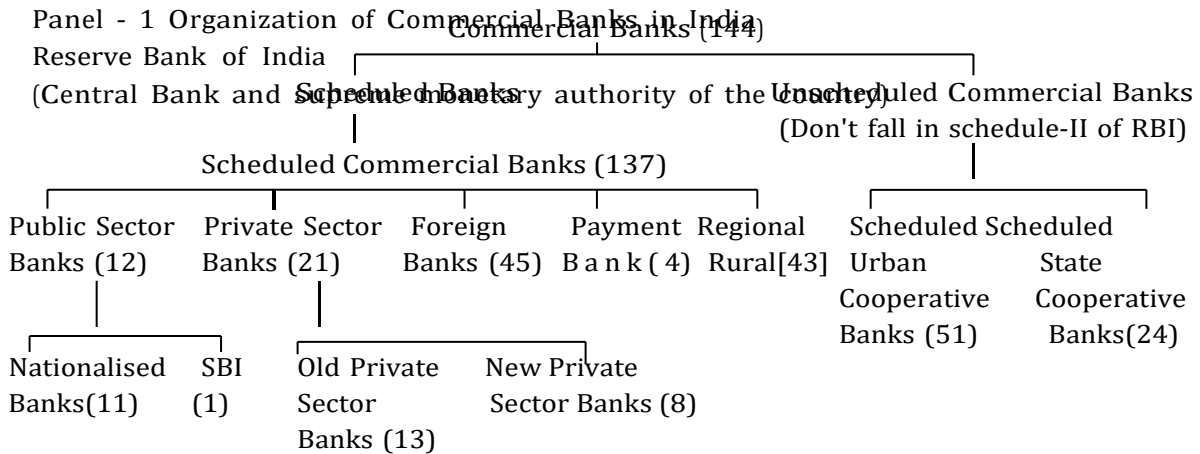 Panel - 1 Organization of Commercial Banks in India
Commercial Banks (144)
Reserve Bank of India
(Central Bank and supreme monetary authority of the country)
Scheduled Banks
Unscheduled Commercial Banks
(Don't fall in schedule-II of RBI)
Scheduled Commercial Banks (137)
Public Sector Private Sector Foreign Payment Regional Scheduled Scheduled
Banks (12) Banks (21) Banks (45) Bank(4) Rural[43] Urban State
Cooperative Cooperative
Banks (51) Banks(24)
Nationalised SBI Old Private New Private
Banks(11) (1) Sector Sector Banks (8)
Banks (13)